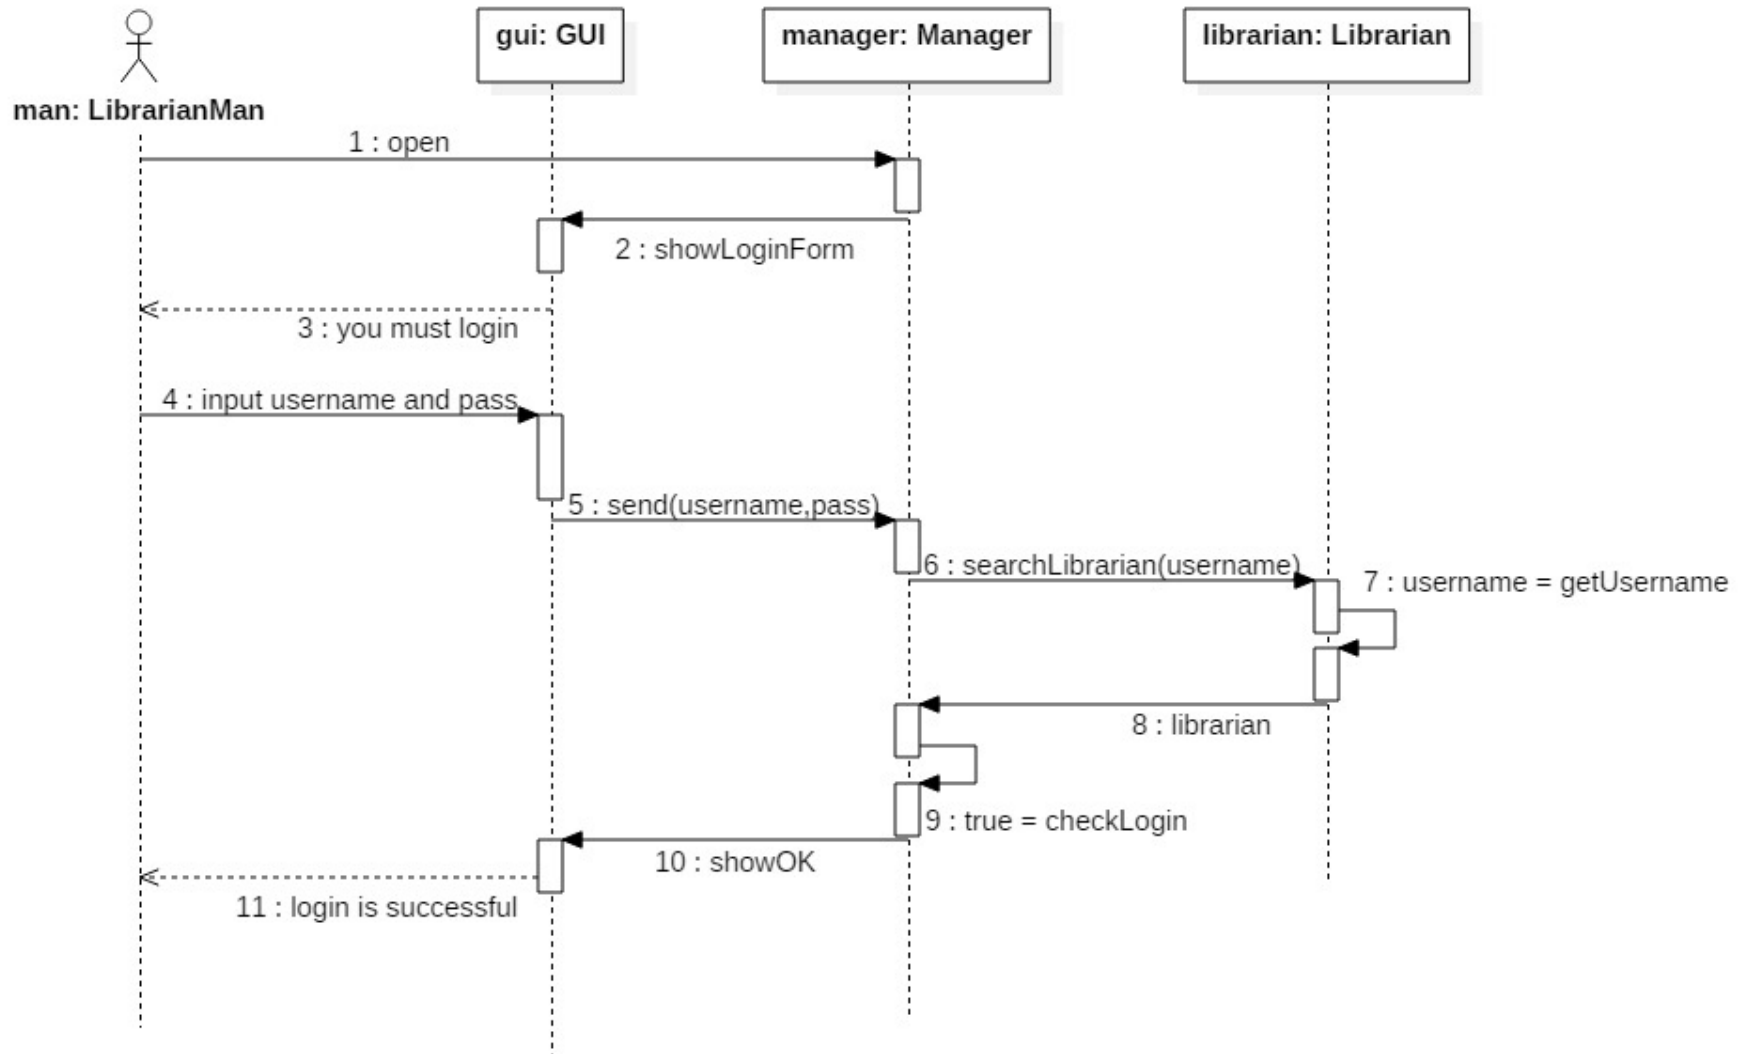 gui: GUI
manager: Manager
librarian: Librarian
man: LibrarianMan
1 : open
2 : showLoginForm
3 : you must login
4 : input username and pass
5 : send(username,pass)
6 : searchLibrarian(username)
7 : username = getUsername
8 : librarian
9 : true = checkLogin
10 : showOK
11 : login is successful